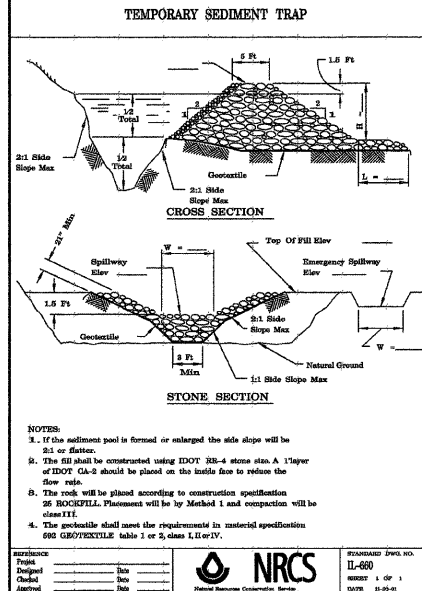 TEMPORARY SEDIMENT TRAP
5 Ft
1.5 Ft
1/2
Total
2
1
2
1
H =
1/2
Total
2:1 Side
Slope Max
Geotextile
L =
2:1 Side
Slope Max
CROSS SECTION
21" Min
W =
Top Of Fill Elev
Spillway
Elev
Emergency Spillway
Elev
1.5 Ft
2:1 Side
Slope Max
Geotextile
W =
2 Ft
Min
Natural Ground
1:1 Side Slope Max
STONE SECTION
NOTES:
1. If the sediment pool is formed or enlarged the side slope will be
2:1 or flatter.
2. The fill shall be constructed using IDOT RR-4 stone size. A 1' layer
of IDOT CA-2 should be placed on the inside face to reduce the
flow rate.
3. The rock will be placed according to construction specification
25 ROCKFILL. Placement will be by Method 1 and compaction will be
class III.
4. The geotextile shall meet the requirements in material specification
592 GEOTEXTILE table 1 or 2, class I, II or IV.
REFERENCE
Project
Designed Date
Checked Date
Approved Date
NRCS
Natural Resources Conservation Service
STANDARD DWG. NO.
IL-660
SHEET 1 OF 1
DATE